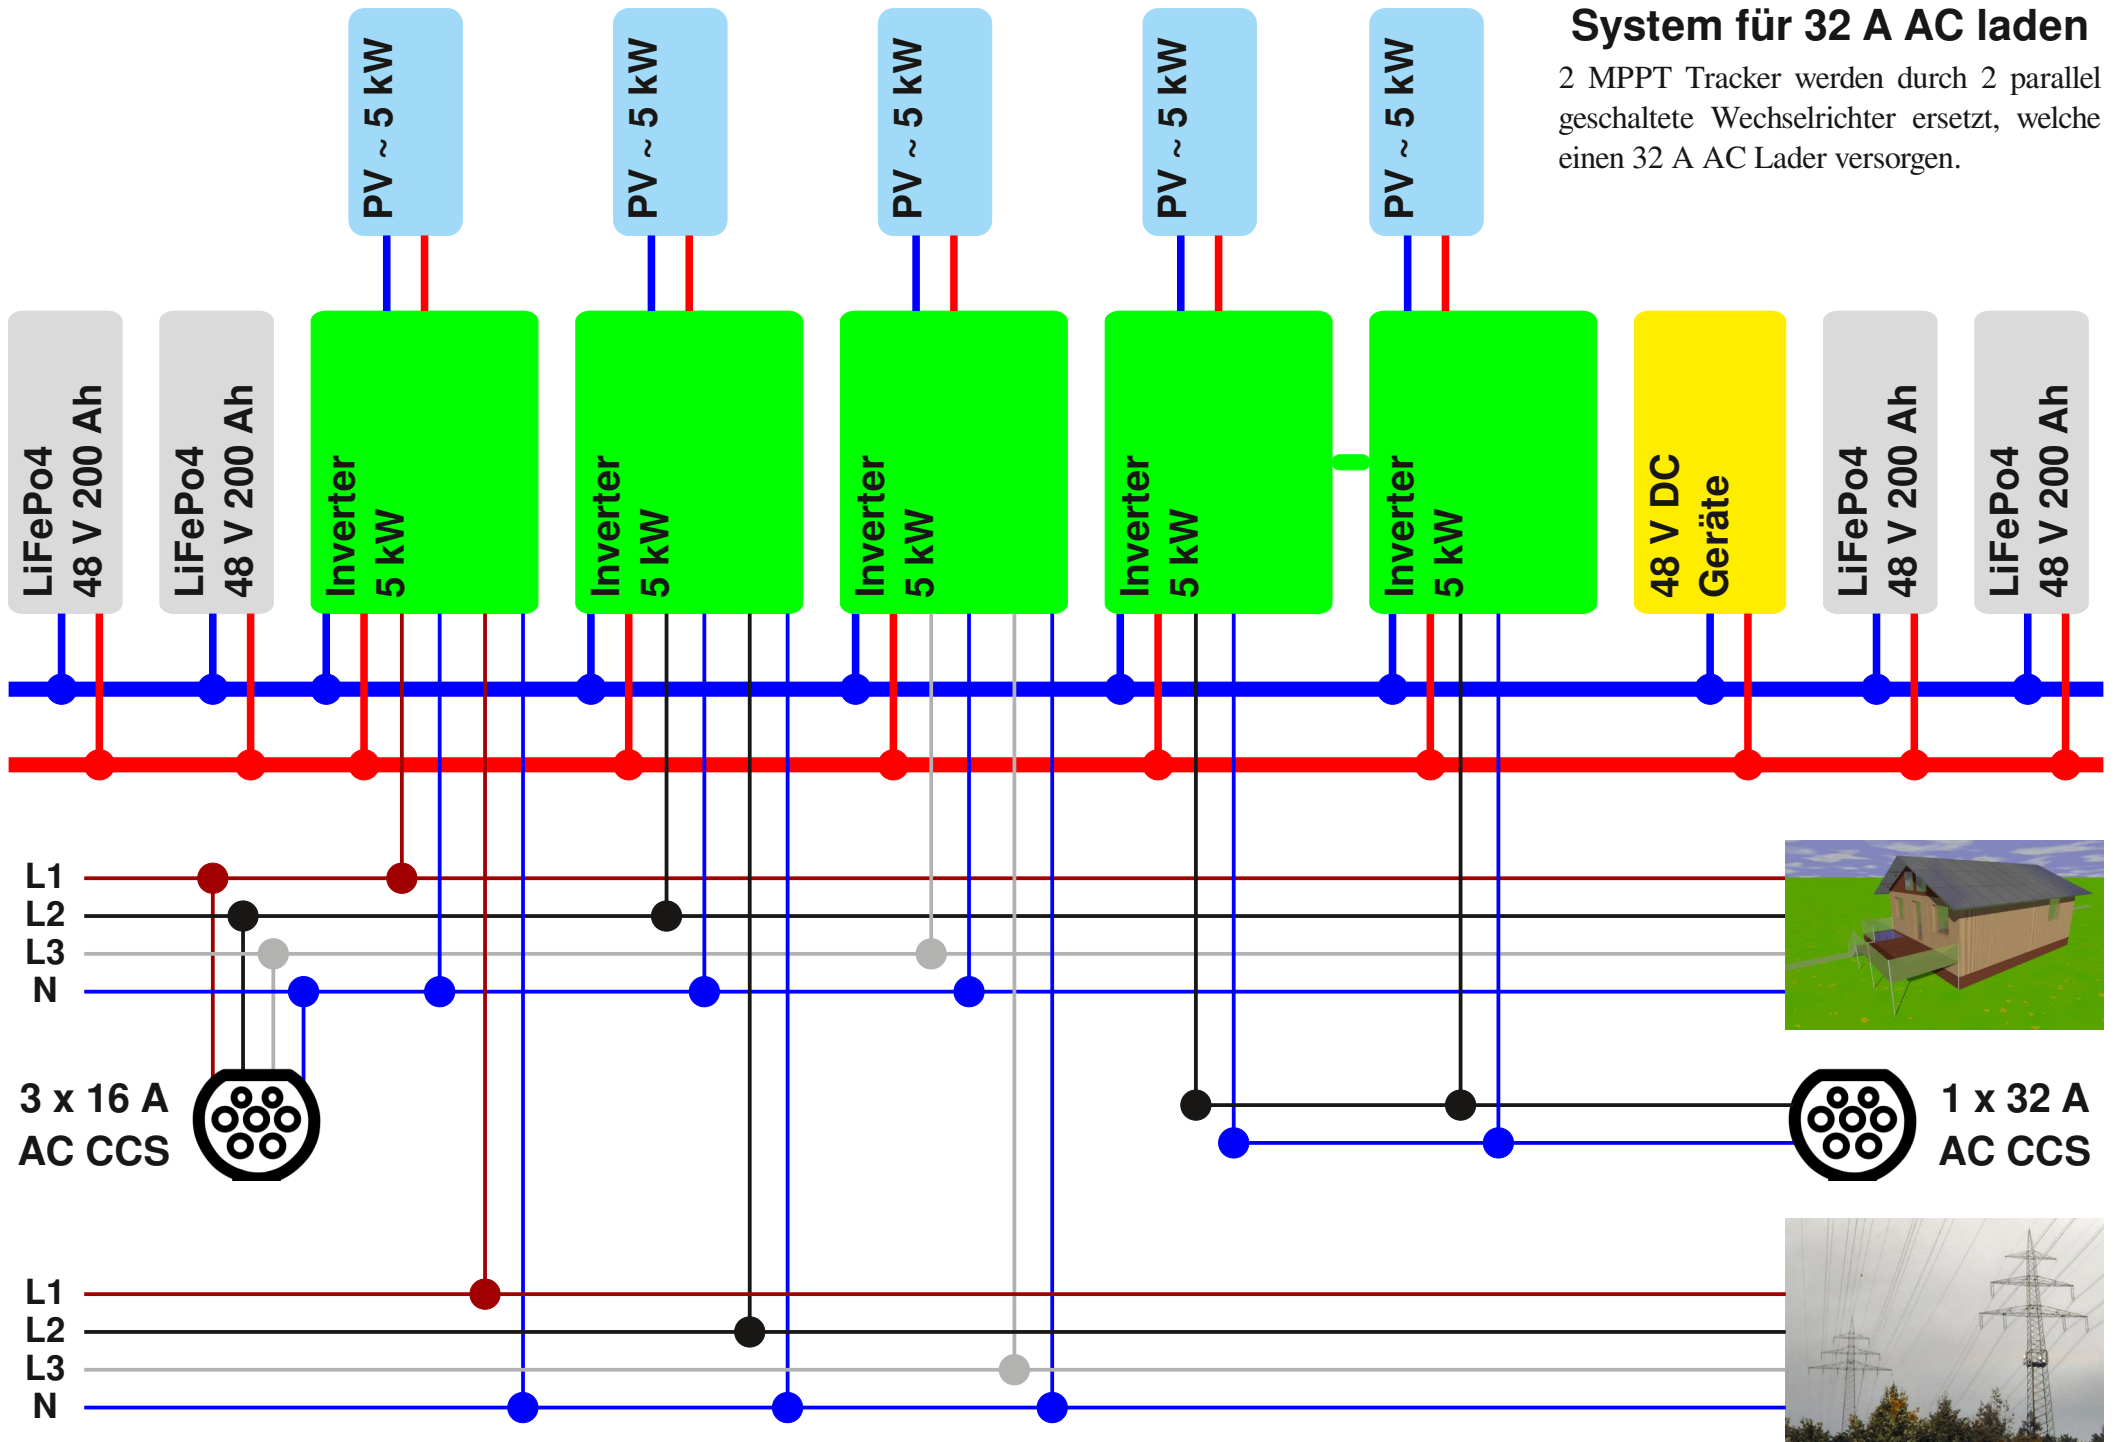 System für 32 A AC laden
2 MPPT Tracker werden durch 2 parallel
geschaltete Wechselrichter ersetzt, welche
einen 32 A AC Lader versorgen.
PV ~ 5 kW
PV ~ 5 kW
PV ~ 5 kW
PV ~ 5 kW
PV ~ 5 kW
LiFePo4
48 V 200 Ah
LiFePo4
48 V 200 Ah
Inverter
5 kW
Inverter
5 kW
Inverter
5 kW
Inverter
5 kW
Inverter
5 kW
48 V DC
Geräte
LiFePo4
48 V 200 Ah
LiFePo4
48 V 200 Ah
L1
L2
L3
N
3 x 16 A
AC CCS
1 x 32 A
AC CCS
L1
L2
L3
N